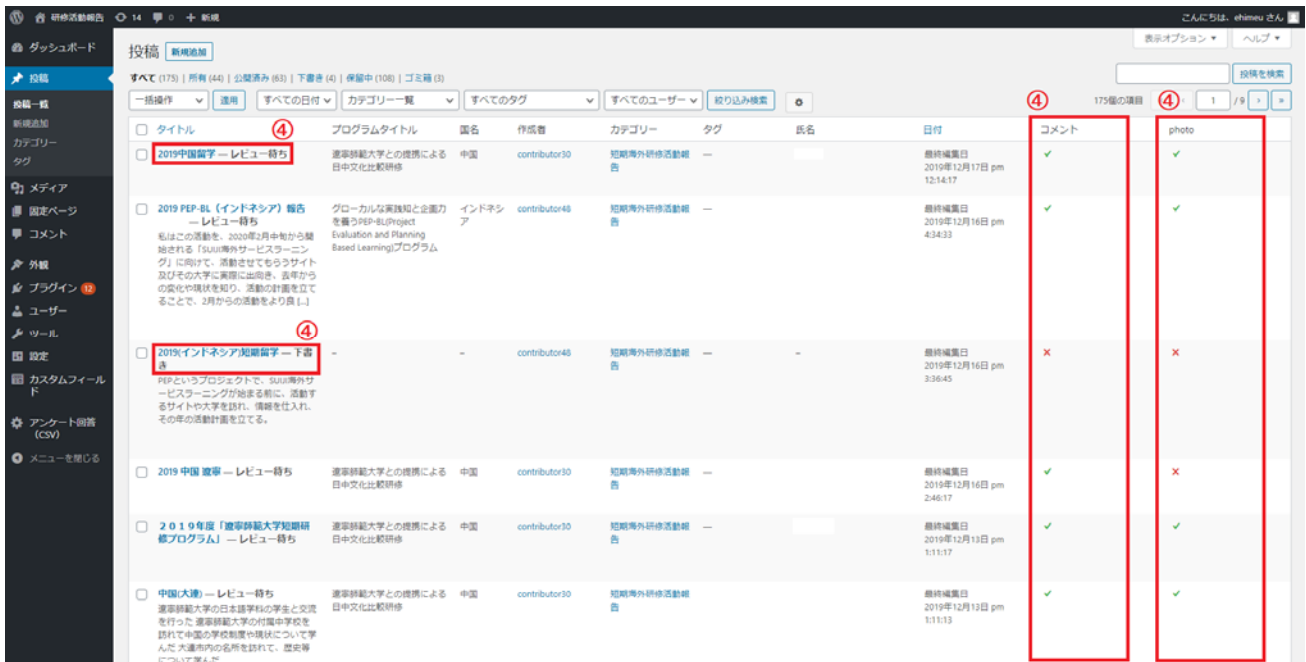 研修活動報告 14 0 + 新規 こんにちは、ehimeu さん
ダッシュボード
投稿
投稿一覧
新規追加
カテゴリー
タグ
メディア
固定ページ
コメント
外観
プラグイン 12
ユーザー
ツール
設定
カスタムフィールド
アンケート回答 (CSV)
メニューを閉じる
表示オプション ▼ ヘルプ ▼
投稿 新規追加
すべて (175) | 所有 (44) | 公開済み (63) | 下書き (4) | 保留中 (108) | ゴミ箱 (3)
投稿を検索
一括操作 適用 すべての日付 カテゴリー一覧 すべてのタグ すべてのユーザー 絞り込み検索
④ 175個の項目 ④ ‹ 1 / 9 › »
タイトル ④ プログラムタイトル 国名 作成者 カテゴリー タグ 氏名 日付 コメント photo
2019中国留学 — レビュー待ち 遼寧師範大学との提携による 中国 contributor30 短期海外研修活動報 — 最終編集日 ✓ ✓
日中文化比較研修 告 2019年12月17日 pm
12:14:17
2019 PEP-BL（インドネシア）報告 グローカルな実践知と企画力 インドネシ contributor48 短期海外研修活動報 — 最終編集日 ✓ ✓
— レビュー待ち を養うPEP-BL(Project ア 告 2019年12月16日 pm
私はこの活動を、2020年2月中旬から開 Evaluation and Planning 4:34:33
始される「SUIJI海外サービスラーニン Based Learning)プログラム
グ」に向けて、活動させてもらうサイト
及びその大学に実際に出向き、去年から
の変化や現状を知り、活動の計画を立て
ることで、2月からの活動をより良 [...]
④
2019(インドネシア)短期留学 — 下書 – – contributor48 短期海外研修活動報 — – 最終編集日 ✕ ✕
き 告 2019年12月16日 pm
PEPというプロジェクトで、SUIJI海外サ 3:36:45
ービスラーニングが始まる前に、活動す
るサイトや大学を訪れ、情報を仕入れ、
その年の活動計画を立てる。
2019 中国 遼寧 — レビュー待ち 遼寧師範大学との提携による 中国 contributor30 短期海外研修活動報 — 最終編集日 ✓ ✕
日中文化比較研修 告 2019年12月16日 pm
2:46:17
２０１９年度「遼寧師範大学短期研 遼寧師範大学との提携による 中国 contributor30 短期海外研修活動報 — 最終編集日 ✓ ✓
修プログラム」 — レビュー待ち 日中文化比較研修 告 2019年12月13日 pm
1:11:17
中国(大連) — レビュー待ち 遼寧師範大学との提携による 中国 contributor30 短期海外研修活動報 最終編集日 ✓ ✓
遼寧師範大学の日本語学科の学生と交流 日中文化比較研修 告 2019年12月13日 pm
を行った 遼寧師範大学の付属中学校を 1:11:13
訪れて中国の学校制度や現状について学
んだ 大連市内の名所を訪れて、歴史等
について学んだ